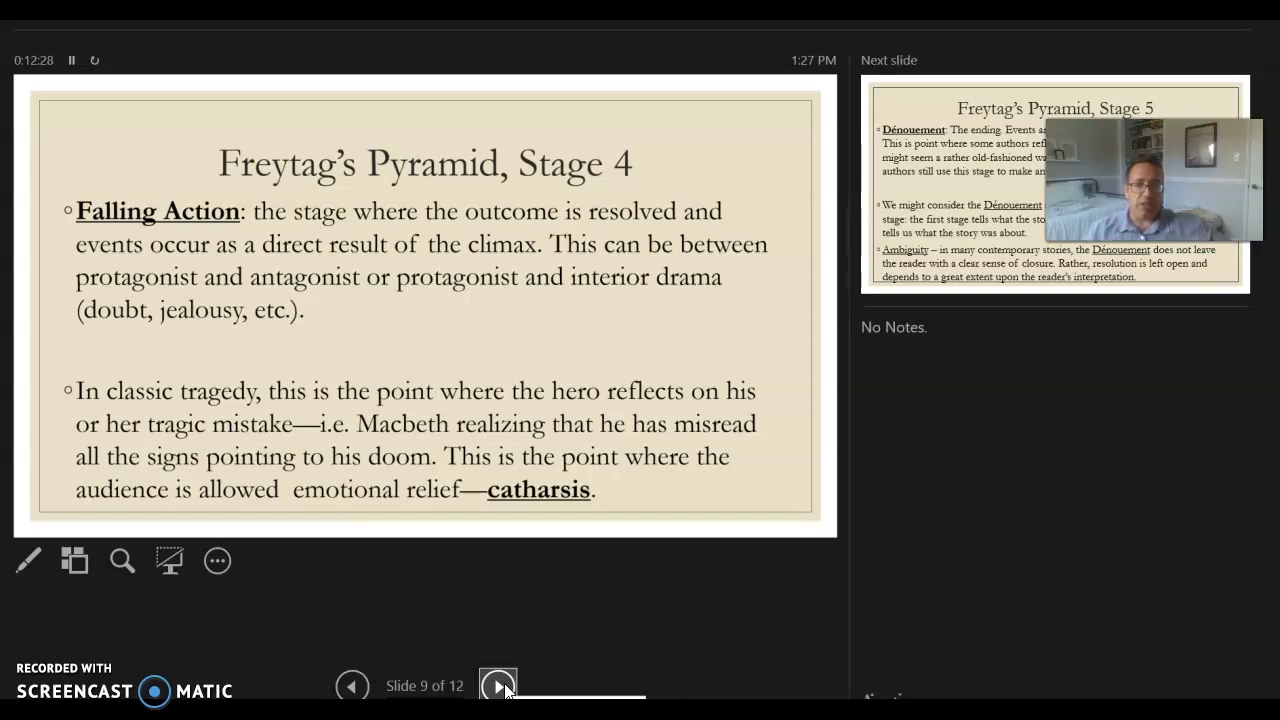 0:12:28
1:27 PM
Next slide
Freytag's Pyramid, Stage 4
Falling Action: the stage where the outcome is resolved and
events occur as a direct result of the climax. This can be between
protagonist and antagonist or protagonist and interior drama
(doubt, jealousy, etc.).
In classic tragedy, this is the point where the hero reflects on his
or her tragic mistake—i.e. Macbeth realizing that he has misread
all the signs pointing to his doom. This is the point where the
audience is allowed emotional relief—catharsis.
Freytag's Pyramid, Stage 5
Dénouement: The ending. Events
This is point where some authors
might seem a rather old-fashioned
authors still use this stage to make
We might consider the Dénouement
stage: the first stage tells what the
tells us what the story was about.
Ambiguity – in many contemporary stories, the Dénouement does not leave
the reader with a clear sense of closure. Rather, resolution is left open and
depends to a great extent upon the reader's interpretation.
No Notes.
Slide 9 of 12
RECORDED WITH
SCREENCAST MATIC